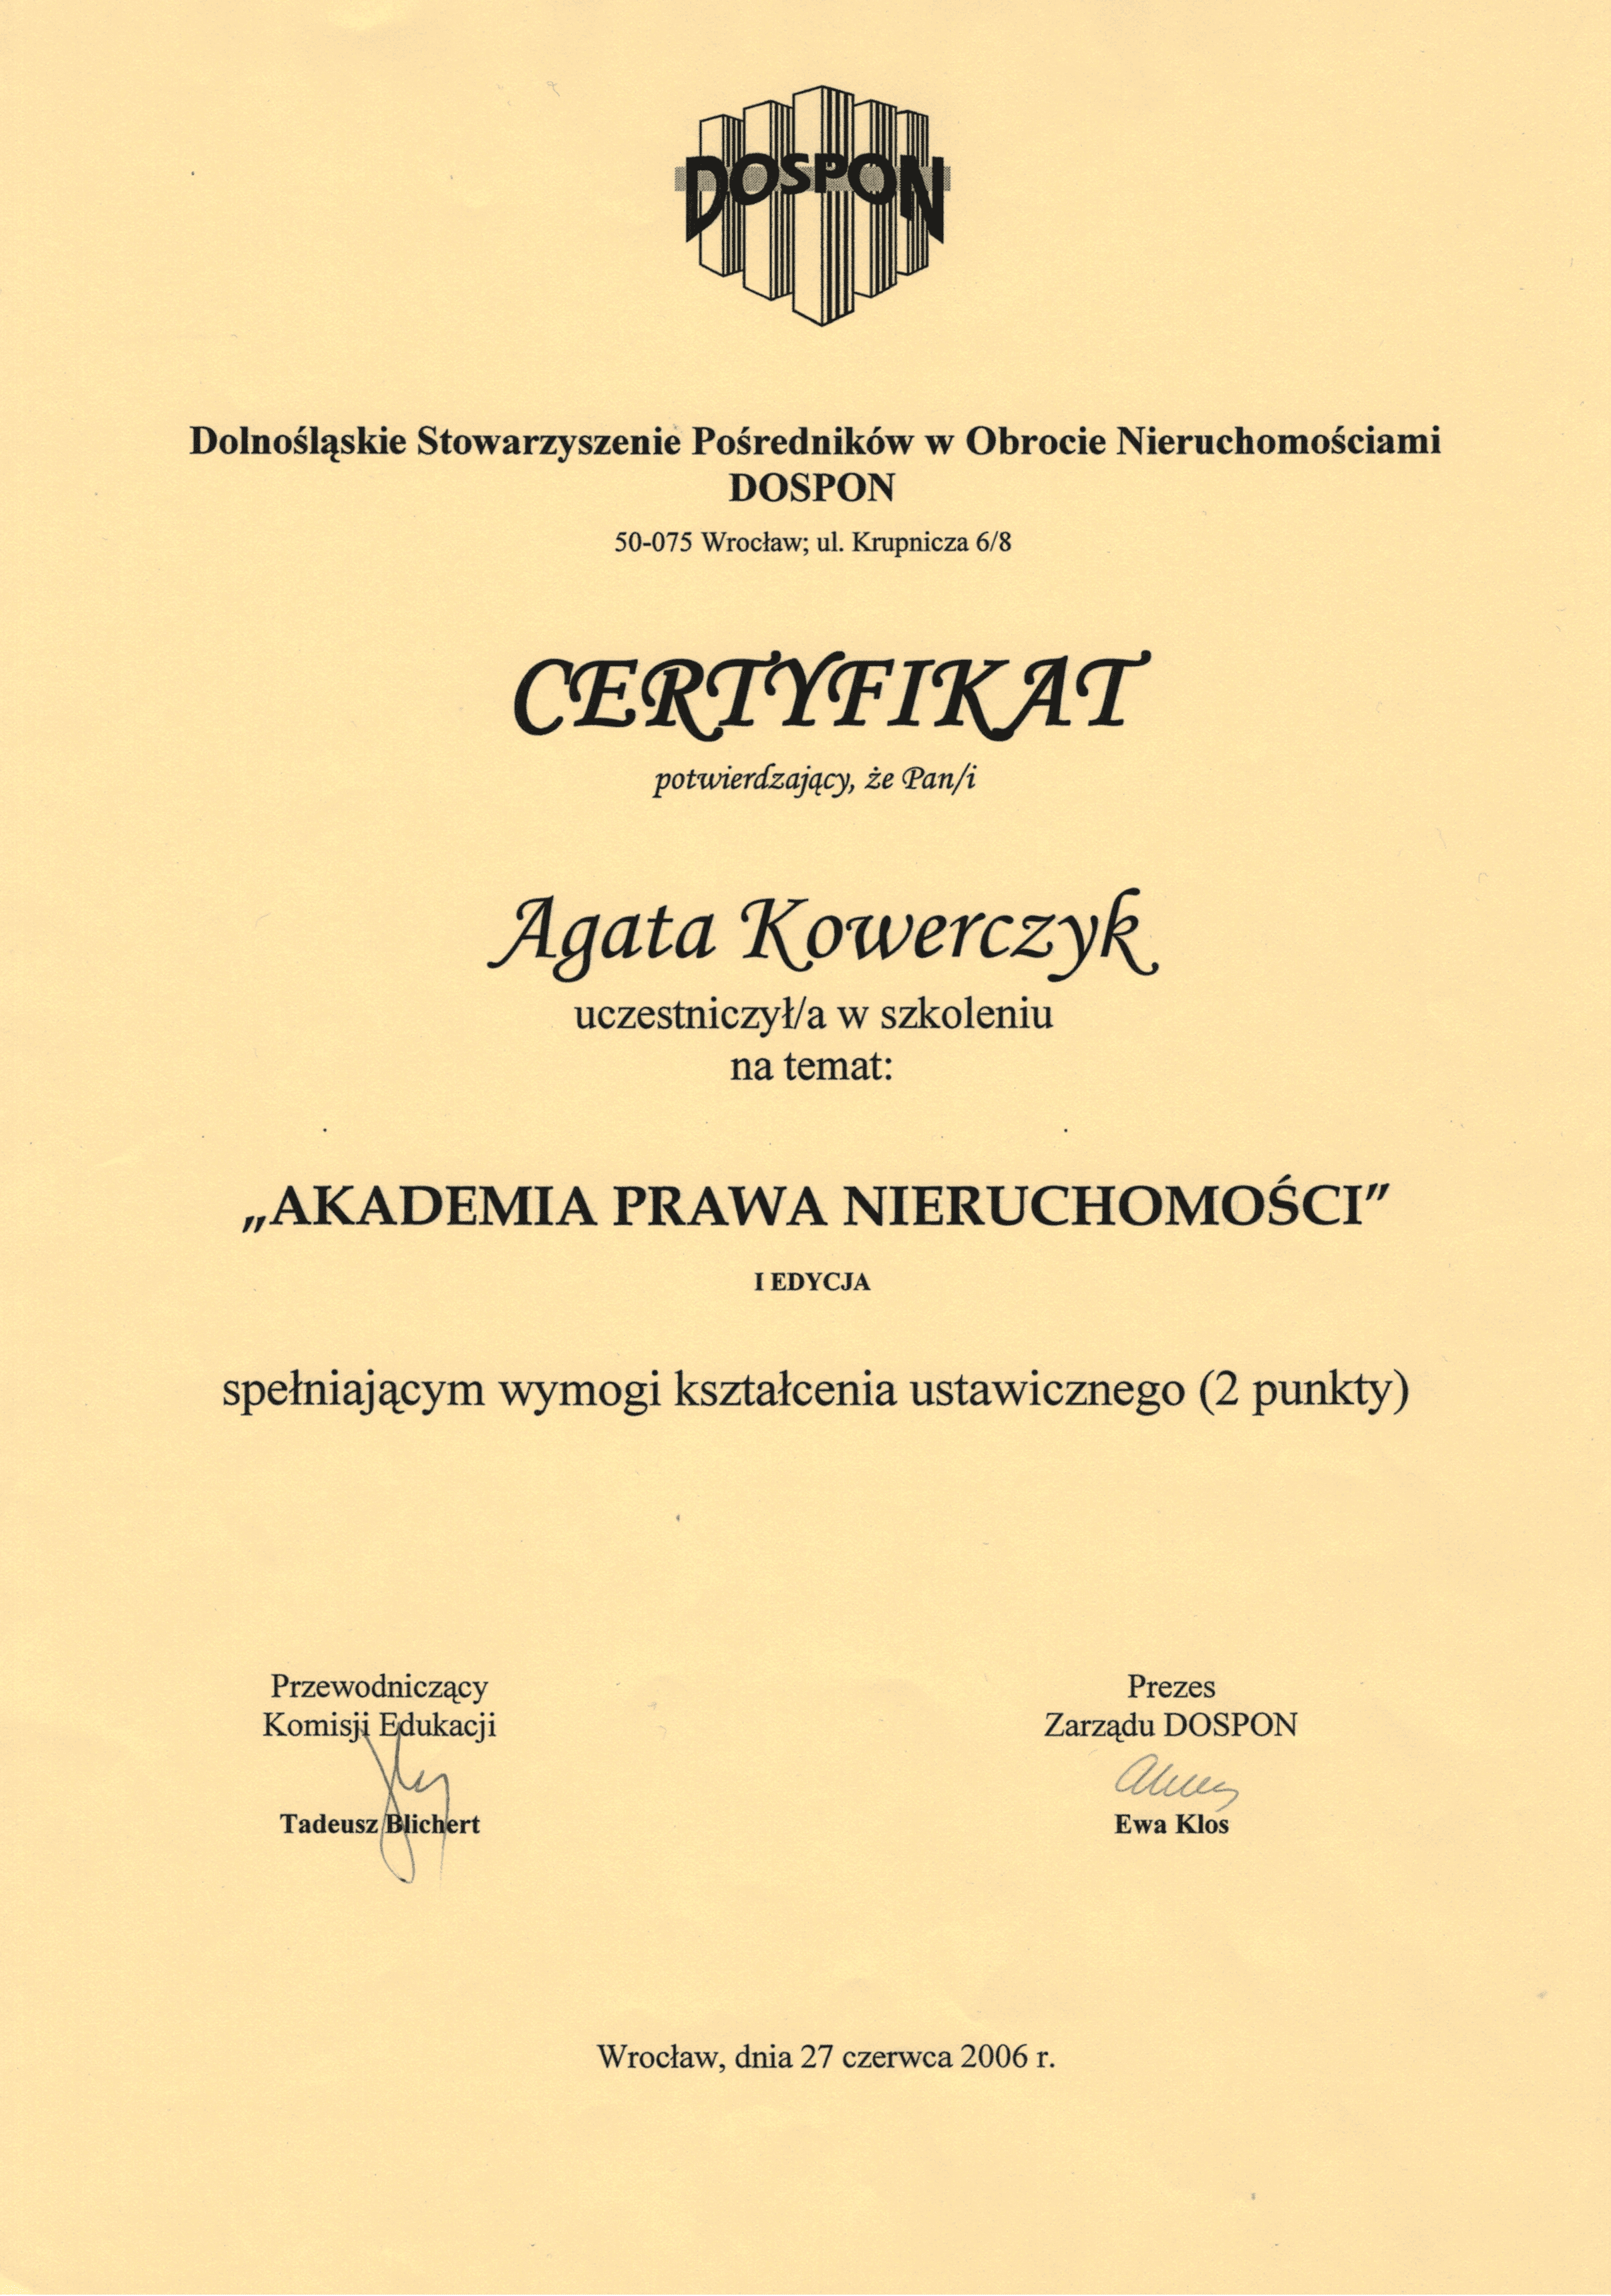 DOSPON
Dolnośląskie Stowarzyszenie Pośredników w Obrocie Nieruchomościami
DOSPON
50-075 Wrocław; ul. Krupnicza 6/8
CERTYFIKAT
potwierdzający, że Pan/i
Agata Kowerczyk
uczestniczył/a w szkoleniu
na temat:
„AKADEMIA PRAWA NIERUCHOMOŚCI”
I EDYCJA
spełniającym wymogi kształcenia ustawicznego (2 punkty)
Przewodniczący
Komisji Edukacji
Tadeusz Blichert
Prezes
Zarządu DOSPON
Ewa Klos
Wrocław, dnia 27 czerwca 2006 r.